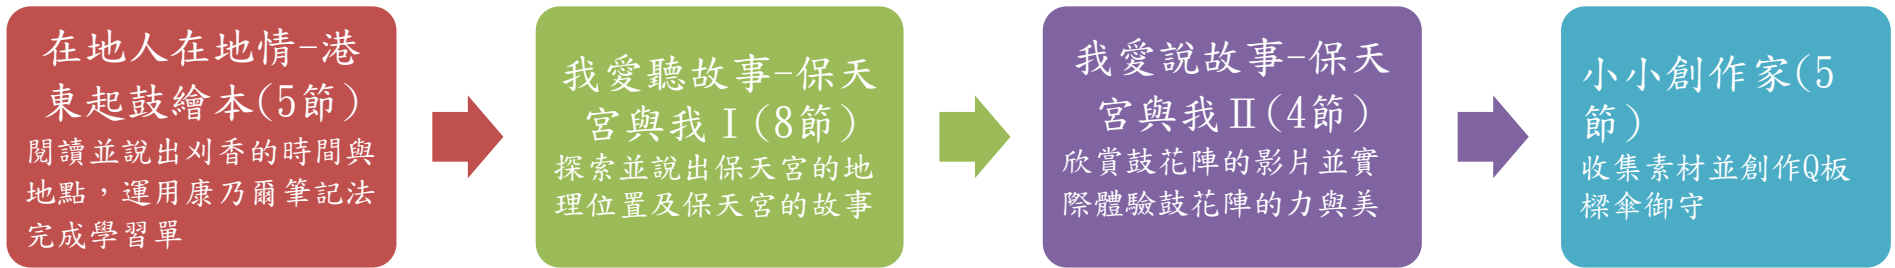 在地人在地情-港
東起鼓繪本(5節)
閱讀並說出刈香的時間與
地點，運用康乃爾筆記法
完成學習單
我愛聽故事-保天
宮與我Ⅰ(8節)
探索並說出保天宮的地
理位置及保天宮的故事
我愛說故事-保天
宮與我Ⅱ(4節)
欣賞鼓花陣的影片並實
際體驗鼓花陣的力與美
小小創作家(5
節)
收集素材並創作Q板
樑傘御守